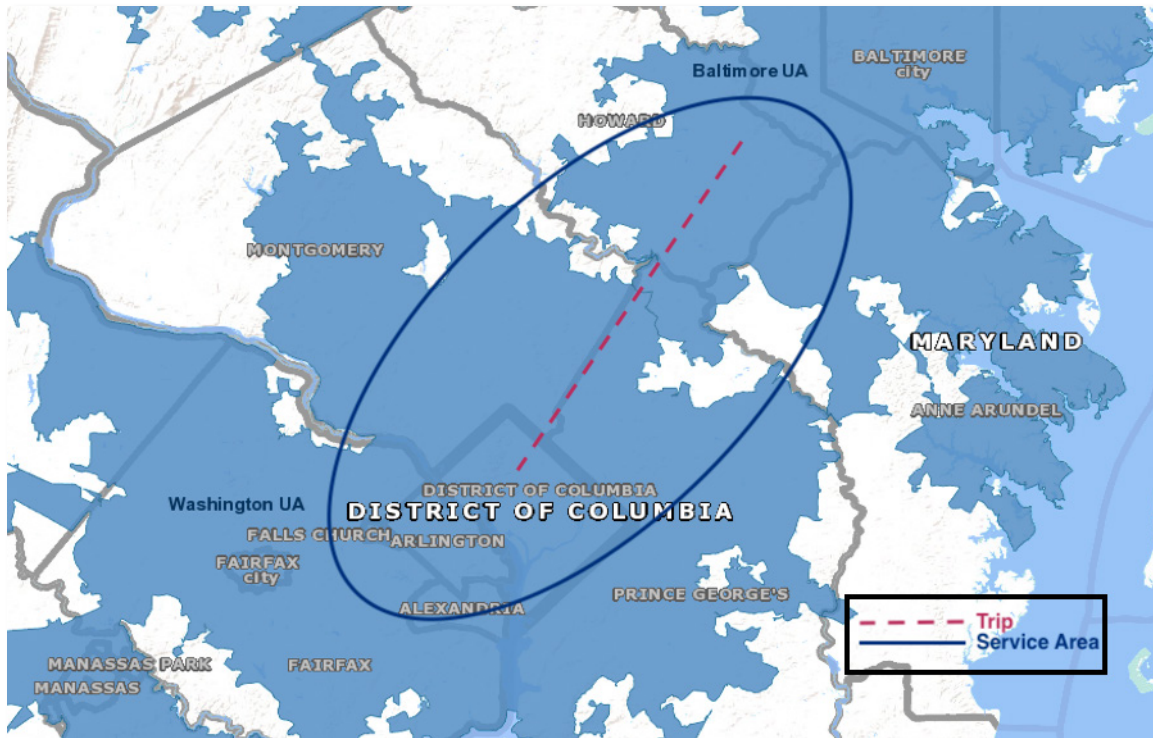 Baltimore UA
BALTIMORE
city
HOWARD
MONTGOMERY
MARYLAND
ANNE ARUNDEL
DISTRICT OF COLUMBIA
Washington UA
DISTRICT OF COLUMBIA
FALLS CHURCH
ARLINGTON
FAIRFAX
city
PRINCE GEORGE'S
ALEXANDRIA
Trip
Service Area
MANASSAS PARK
FAIRFAX
MANASSAS